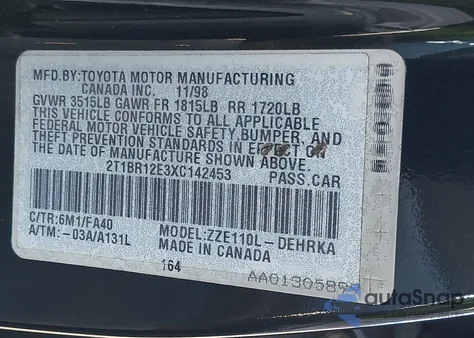 MFD.BY:TOYOTA MOTOR MANUFACTURING
CANADA INC. 11/98
GVWR 3515LB GAWR FR 1815LB RR 1720LB
THIS VEHICLE CONFORMS TO ALL APPLICABLE
FEDERAL MOTOR VEHICLE SAFETY,BUMPER, AND
THEFT PREVENTION STANDARDS IN EFFECT ON
THE DATE OF MANUFACTURE SHOWN ABOVE.
2T1BR12E3XC142453 PASS.CAR
C/TR:6M1/FA40 MODEL:ZZE110L-DEHRKA
A/TM:-03A/A131L MADE IN CANADA
164 AA0130589
autoSnap